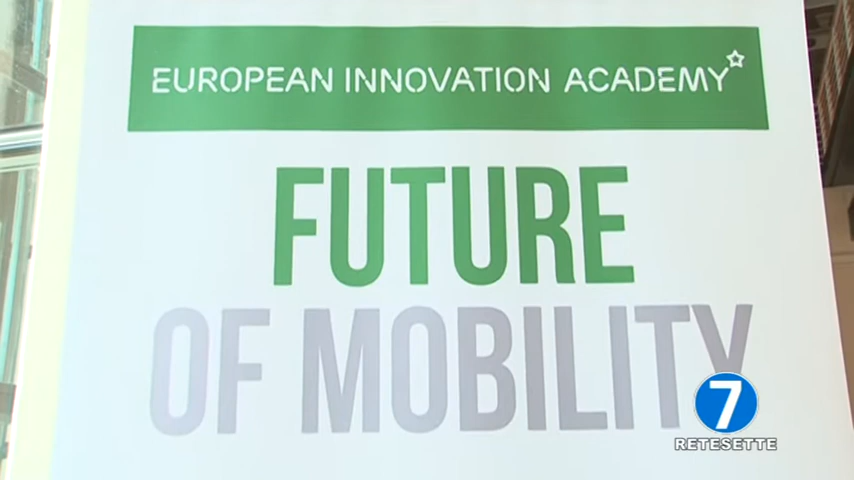 EUROPEAN INNOVATION ACADEMY
FUTURE
OF MOBILITY
7
RETESETTE